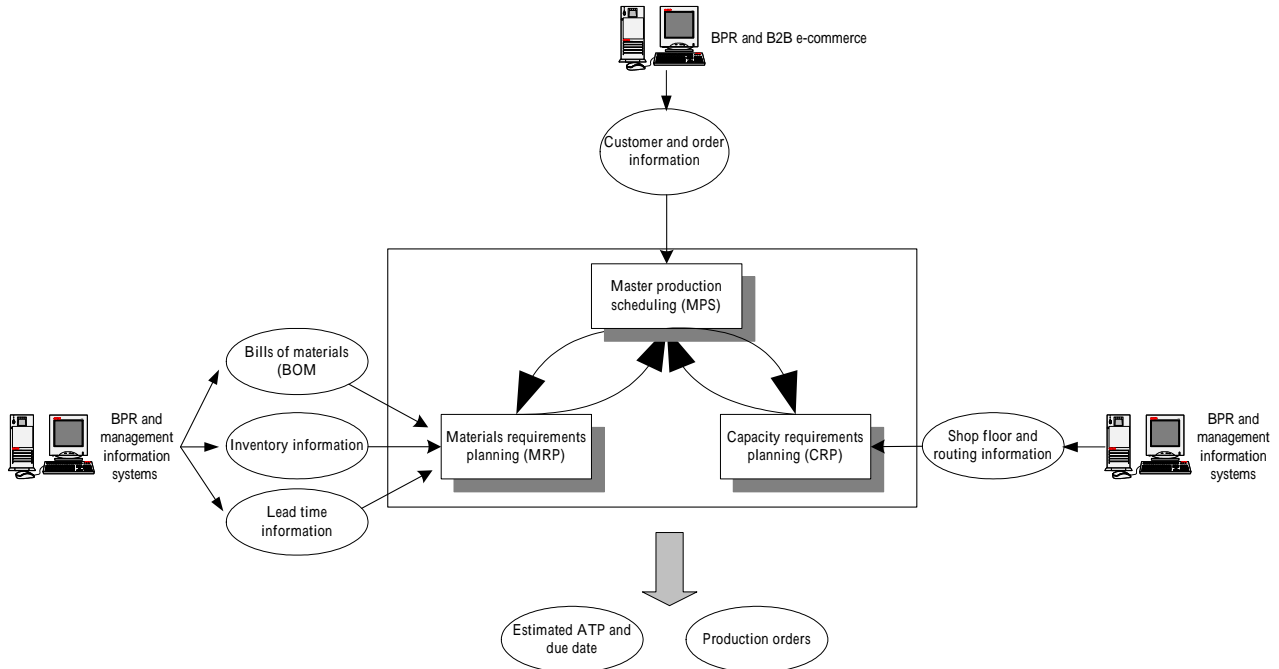 BPR and B2B e-commerce
Customer and order
information
Master production
scheduling (MPS)
Bills of materials
(BOM
BPR and
management
information
systems
Inventory information
Materials requirements
planning (MRP)
Capacity requirements
planning (CRP)
Shop floor and
routing information
BPR and
management
information
systems
Lead time
information
Estimated ATP and
due date
Production orders